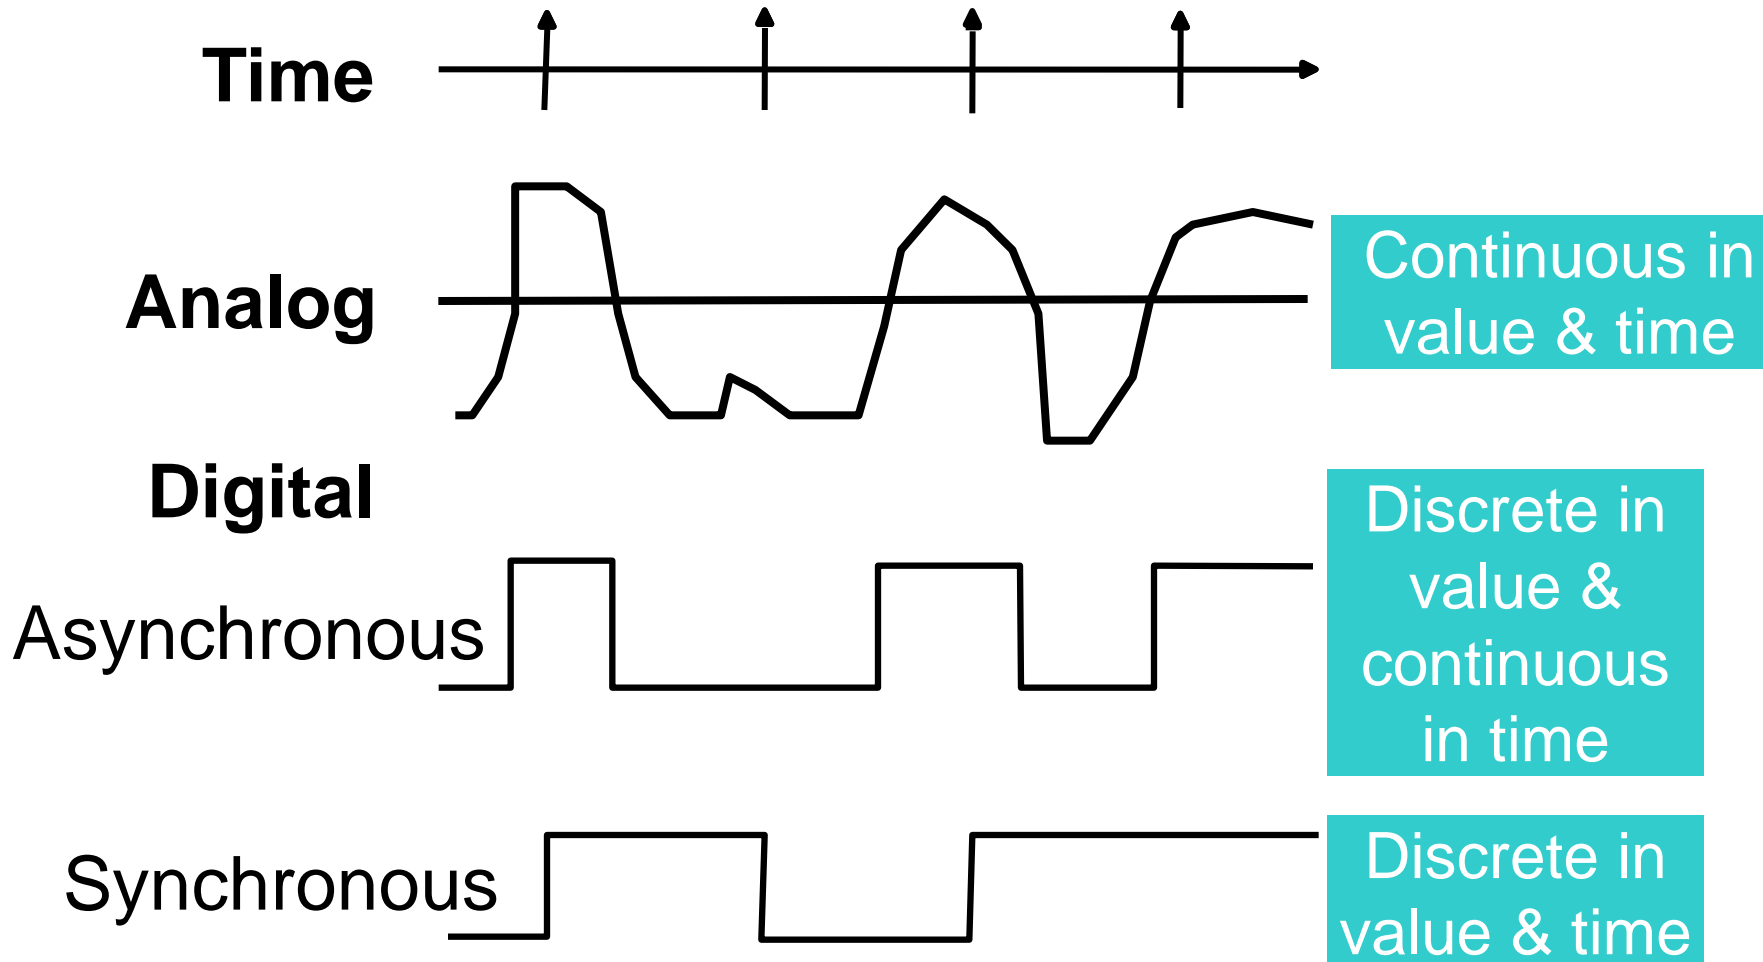 Time
Analog
Continuous in
value & time
Digital
Asynchronous
Discrete in
value &
continuous
in time
Synchronous
Discrete in
value & time